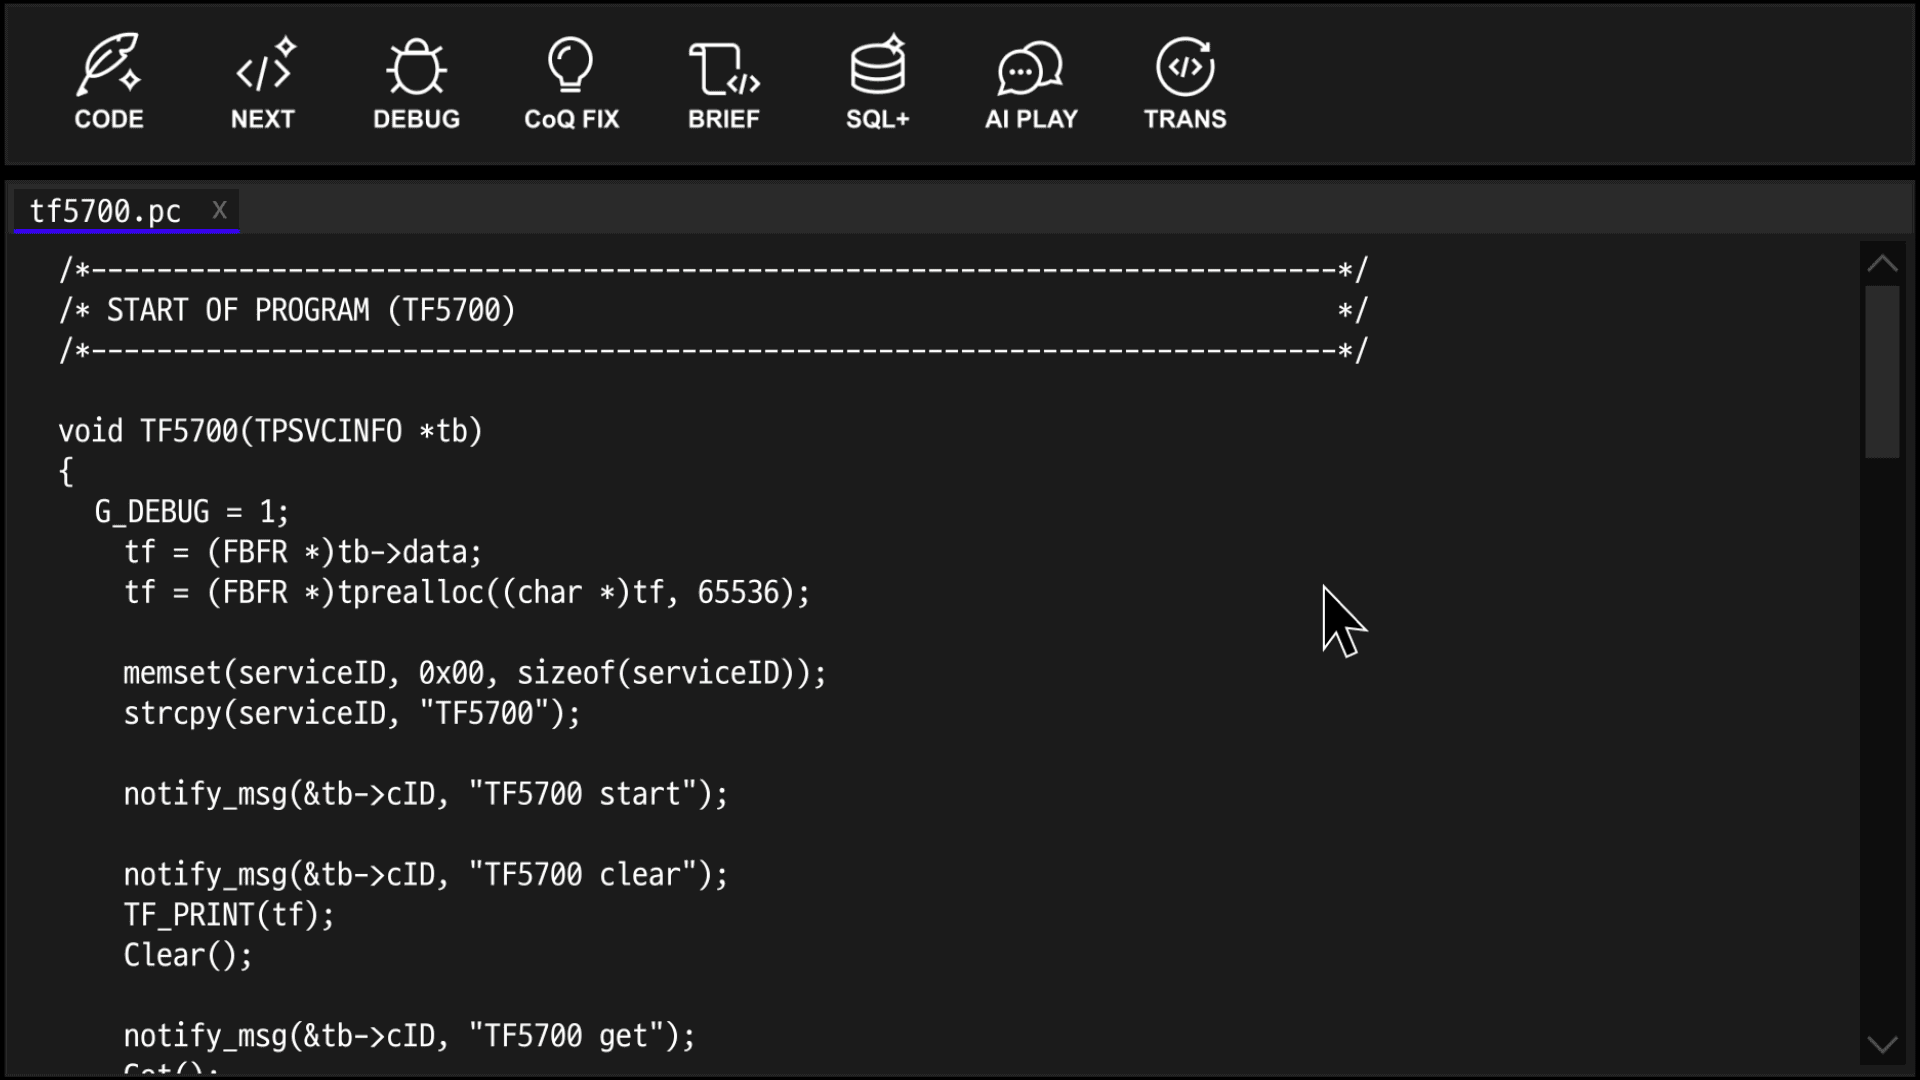 CODE NEXT DEBUG CoQ FIX BRIEF SQL+ AI PLAY TRANS
tf5700.pc X
/*----------------------------------------------------------------------------*/
/* START OF PROGRAM (TF5700) */
/*----------------------------------------------------------------------------*/
void TF5700(TPSVCINFO *tb)
{
G_DEBUG = 1;
tf = (FBFR *)tb->data;
tf = (FBFR *)tprealloc((char *)tf, 65536);
memset(serviceID, 0x00, sizeof(serviceID));
strcpy(serviceID, "TF5700");
notify_msg(&tb->cID, "TF5700 start");
notify_msg(&tb->cID, "TF5700 clear");
TF_PRINT(tf);
Clear();
notify_msg(&tb->cID, "TF5700 get");
Get();